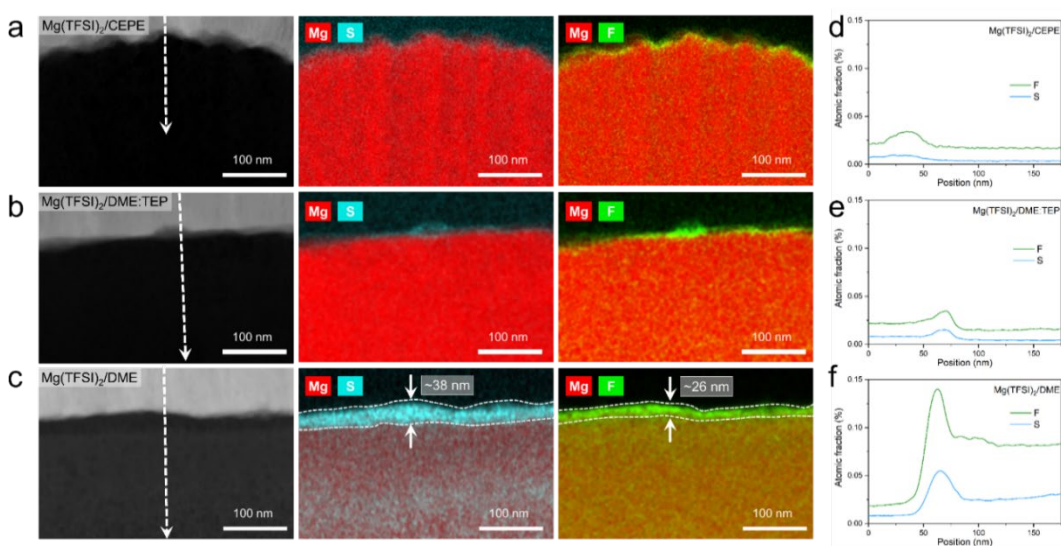 a
Mg(TFSI)₂/CEPE
Mg S
Mg F
100 nm
100 nm
100 nm
d
Mg(TFSI)₂/CEPE
F
S
Atomic fraction (%)
0.15
0.10
0.05
0.00
0 50 100 150
Position (nm)
b
Mg(TFSI)₂/DME:TEP
Mg S
Mg F
100 nm
100 nm
100 nm
e
Mg(TFSI)₂/DME:TEP
F
S
Atomic fraction (%)
0.15
0.10
0.05
0.00
0 50 100 150
Position (nm)
c
Mg(TFSI)₂/DME
Mg S
~38 nm
Mg F
~26 nm
100 nm
100 nm
100 nm
f
Mg(TFSI)₂/DME
F
S
Atomic fraction (%)
0.15
0.10
0.05
0.00
0 50 100 150
Position (nm)